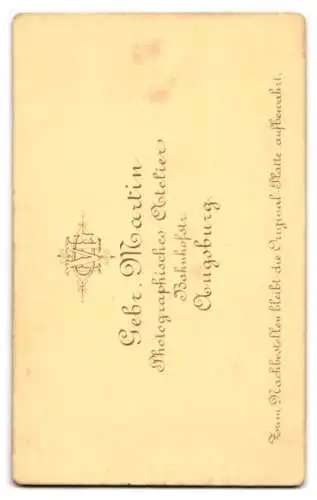 Gebr. Martin
Photographisches Atelier
Bahnhofstr.
Augsburg.
Zum Nachbestellen bleibt die Original Platte aufbewahrt.